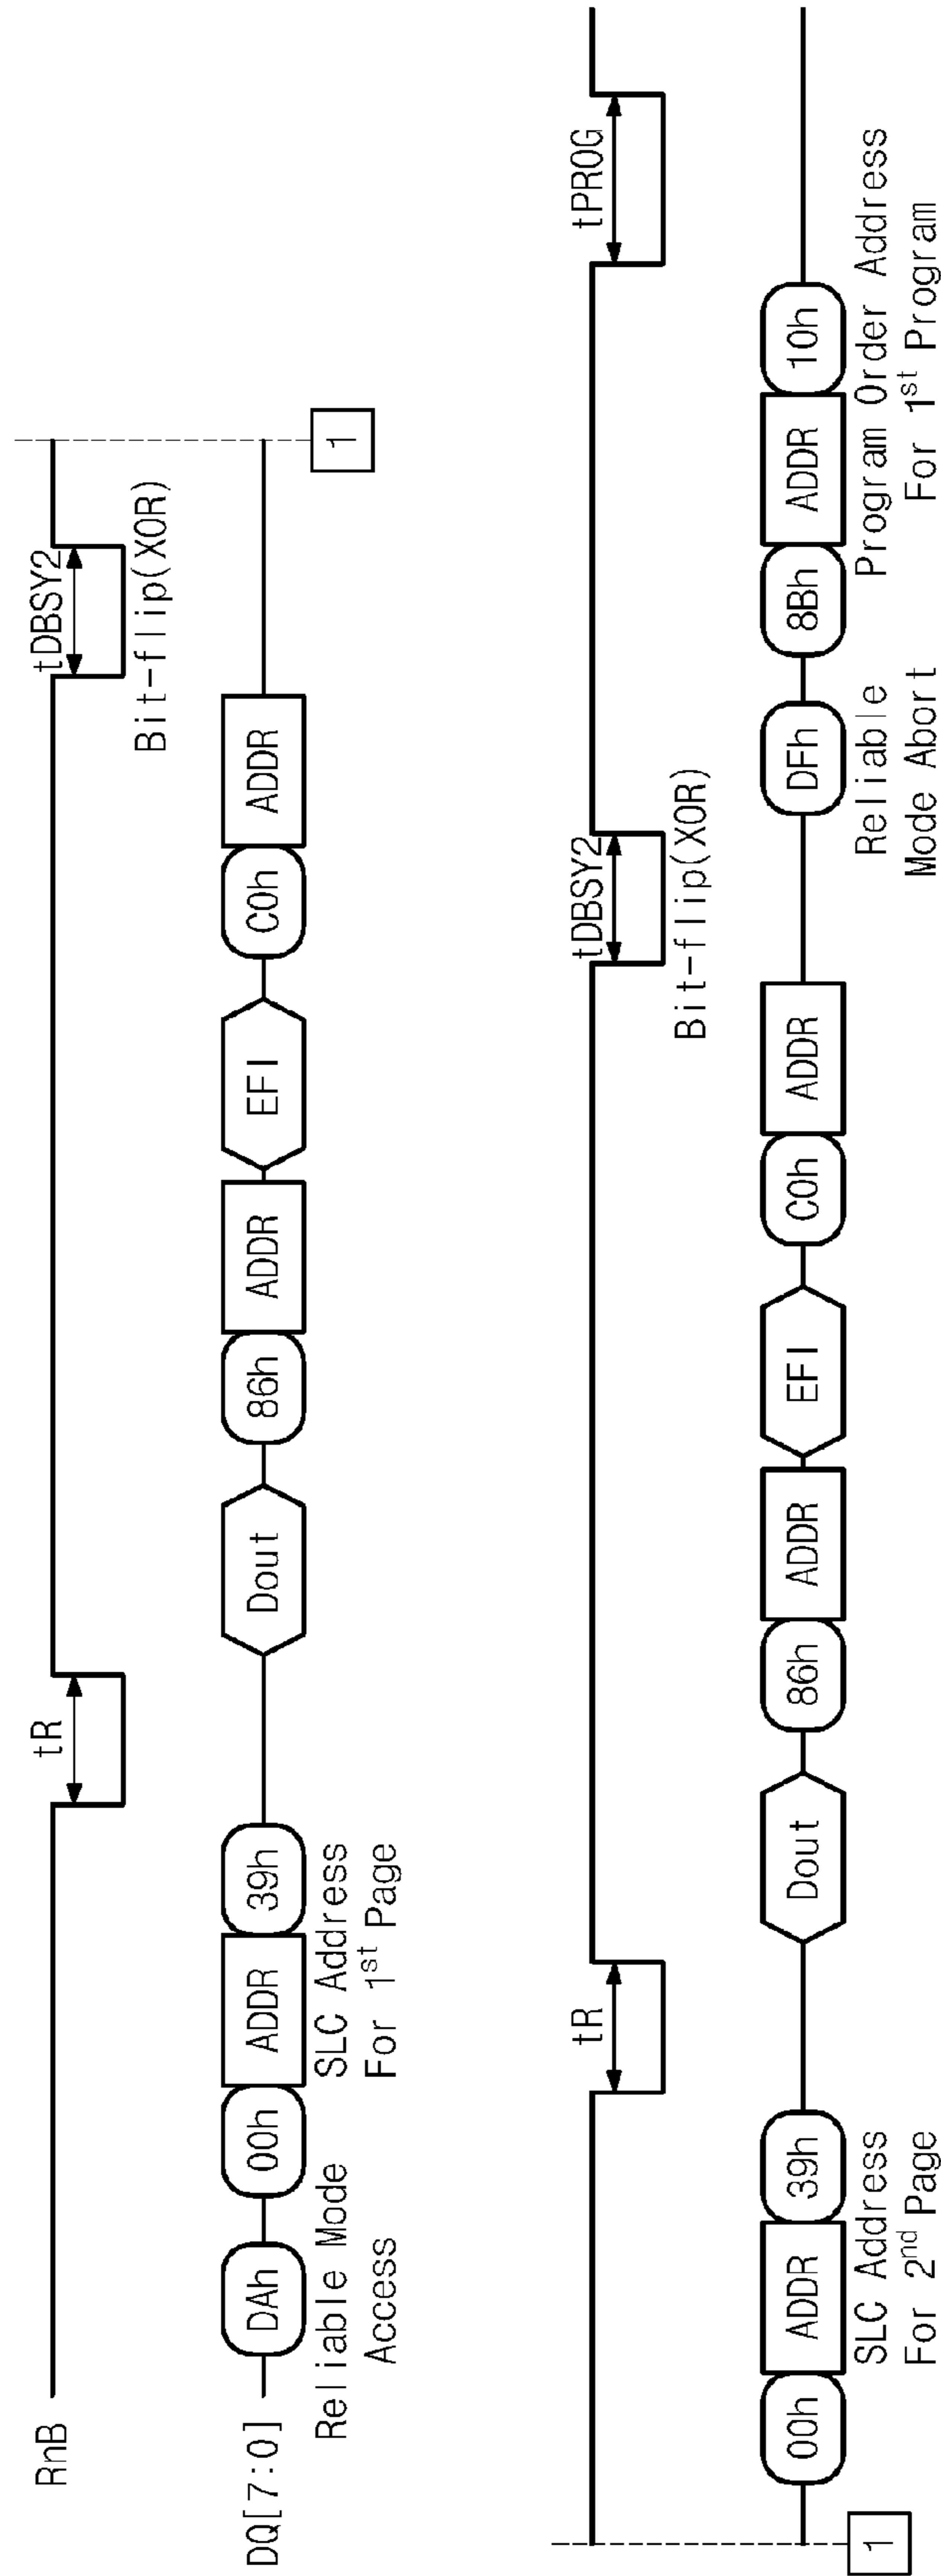 RnB
tR
tDBSY2
Bit-flip(XOR)
DQ[7:0]
DAh
00h
ADDR
39h
Dout
86h
ADDR
EFI
C0h
ADDR
Reliable Mode
Access
SLC Address
For 1st Page
1
tR
tDBSY2
tPROG
Bit-flip(XOR)
00h
ADDR
39h
Dout
86h
ADDR
EFI
C0h
ADDR
DFh
8Bh
ADDR
10h
1
SLC Address
For 2nd Page
Reliable
Mode Abort
Program Order Address
For 1st Program